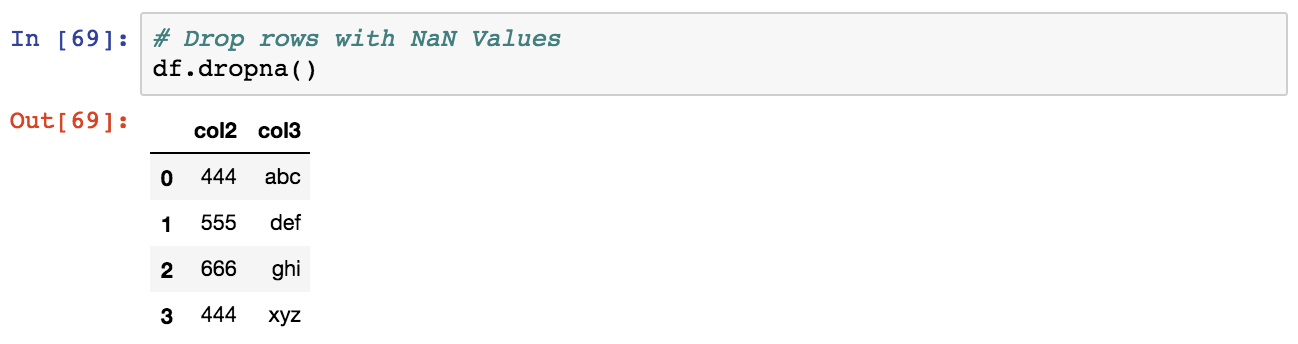 In [69]: # Drop rows with NaN Values
df.dropna()
Out[69]:
col2 col3
0 444 abc
1 555 def
2 666 ghi
3 444 xyz